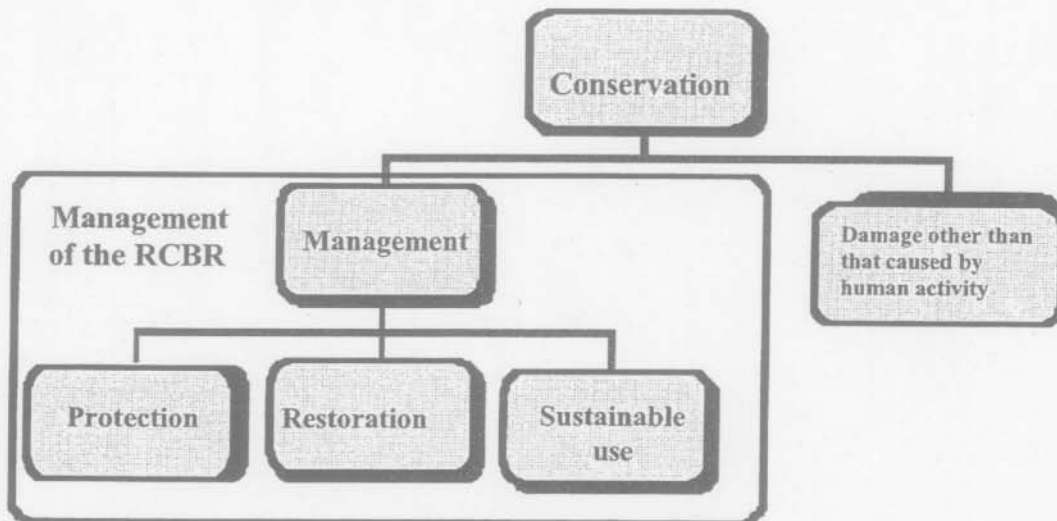 Conservation
Management
of the RCBR
Management
Damage other than
that caused by
human activity
Protection
Restoration
Sustainable
use